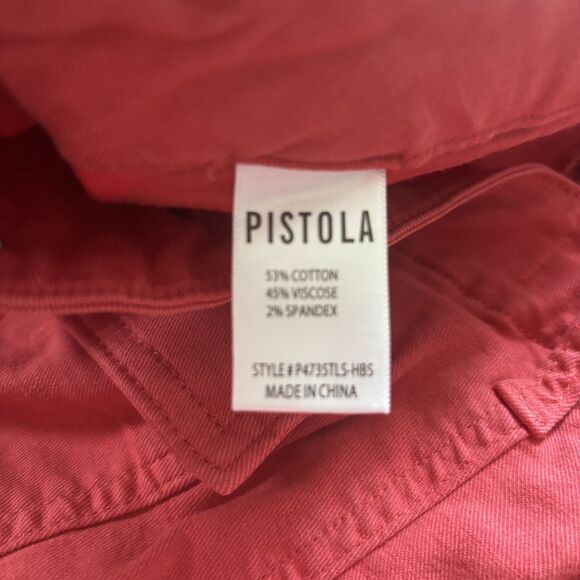 PISTOLA
53% COTTON
45% VISCOSE
2% SPANDEX
STYLE # P4735TLS-HBS
MADE IN CHINA